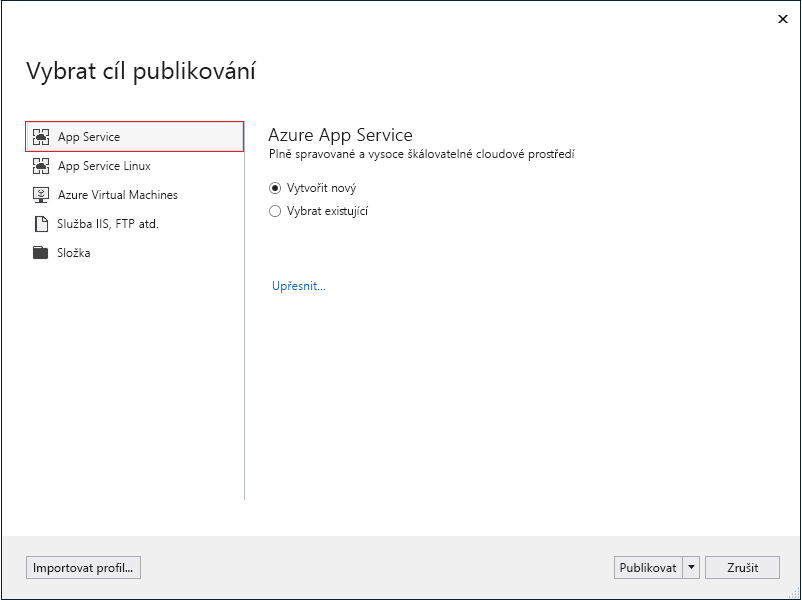 Vybrat cíl publikování
App Service
App Service Linux
Azure Virtual Machines
Služba IIS, FTP atd.
Složka
Azure App Service
Plně spravované a vysoce škálovatelné cloudové prostředí
Vytvořit nový
Vybrat existující
Upřesnit...
Importovat profil...
Publikovat
Zrušit